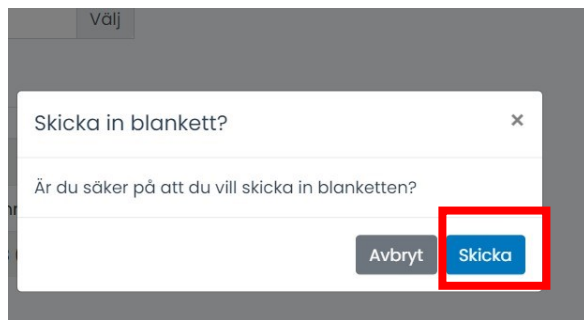 Välj
Skicka in blankett?
×
Är du säker på att du vill skicka in blanketten?
Avbryt Skicka